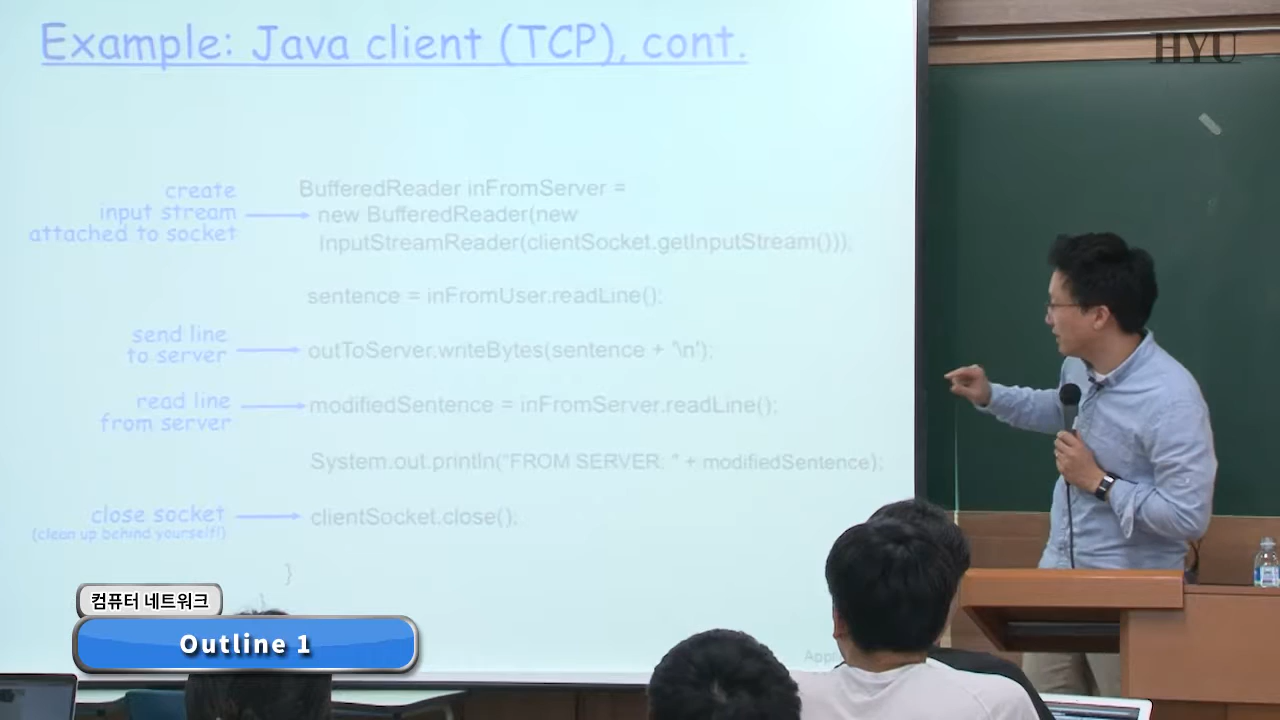 Example: Java client (TCP), cont.
HYU
create
input stream
attached to socket
BufferedReader inFromServer =
new BufferedReader(new
InputStreamReader(clientSocket.getInputStream()));
sentence = inFromUser.readLine();
send line
to server
outToServer.writeBytes(sentence + '\n');
read line
from server
modifiedSentence = inFromServer.readLine();
System.out.println("FROM SERVER: " + modifiedSentence);
close socket
(clean up behind yourself!)
clientSocket.close();
}
컴퓨터 네트워크
Outline 1